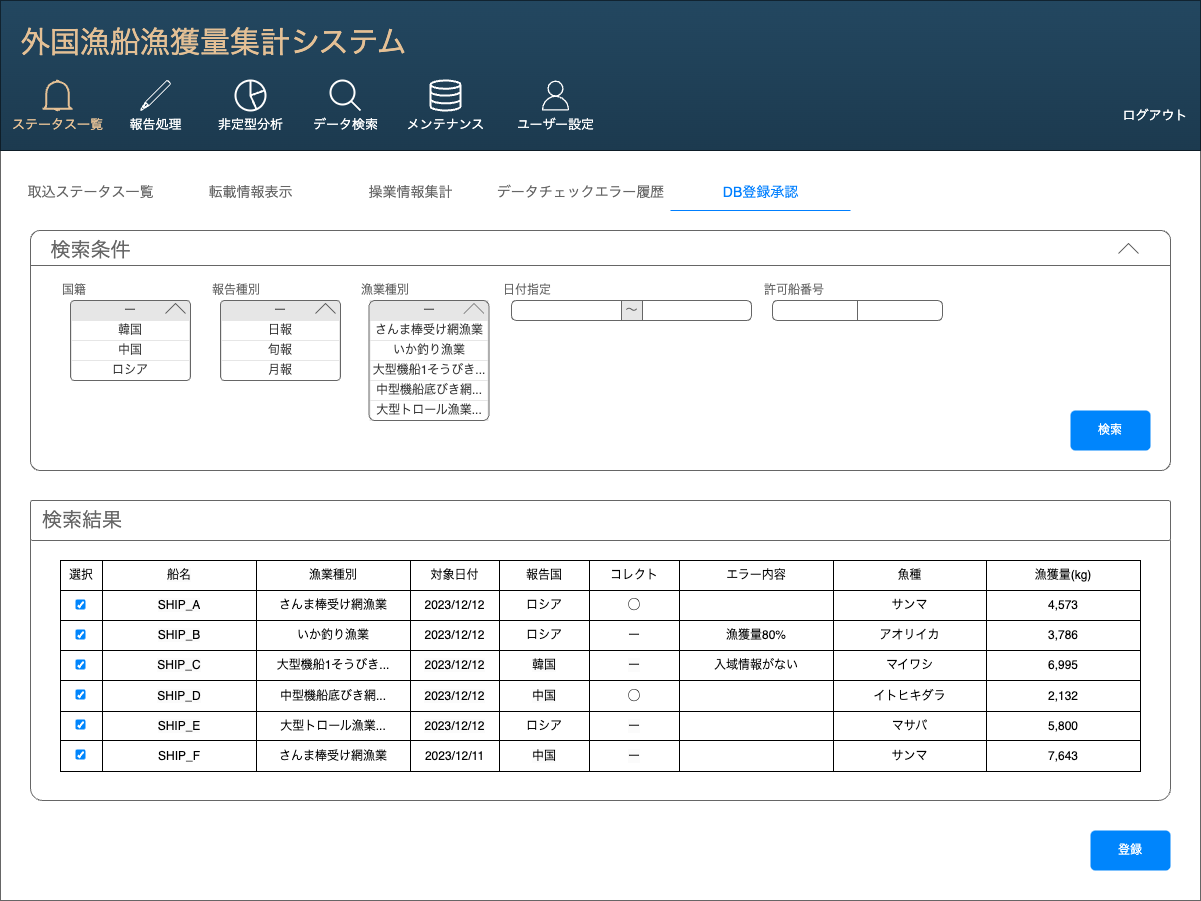 外国漁船漁獲量集計システム
ステータス一覧 報告処理 非定型分析 データ検索 メンテナンス ユーザー設定 ログアウト
取込ステータス一覧 転載情報表示 操業情報集計 データチェックエラー履歴 DB登録承認
検索条件
国籍 報告種別 漁業種別 日付指定 許可船番号
ー ー ー 〜
韓国 日報 さんま棒受け網漁業
中国 旬報 いか釣り漁業
ロシア 月報 大型機船1そうびき...
中型機船底びき網...
大型トロール漁業...
検索
検索結果
選択 船名 漁業種別 対象日付 報告国 コレクト エラー内容 魚種 漁獲量(kg)
SHIP_A さんま棒受け網漁業 2023/12/12 ロシア 〇 サンマ 4,573
SHIP_B いか釣り漁業 2023/12/12 ロシア ー 漁獲量80% アオリイカ 3,786
SHIP_C 大型機船1そうびき... 2023/12/12 韓国 ー 入域情報がない マイワシ 6,995
SHIP_D 中型機船底びき網... 2023/12/12 中国 〇 イトヒキダラ 2,132
SHIP_E 大型トロール漁業... 2023/12/12 ロシア ー マサバ 5,800
SHIP_F さんま棒受け網漁業 2023/12/11 中国 ー サンマ 7,643
登録